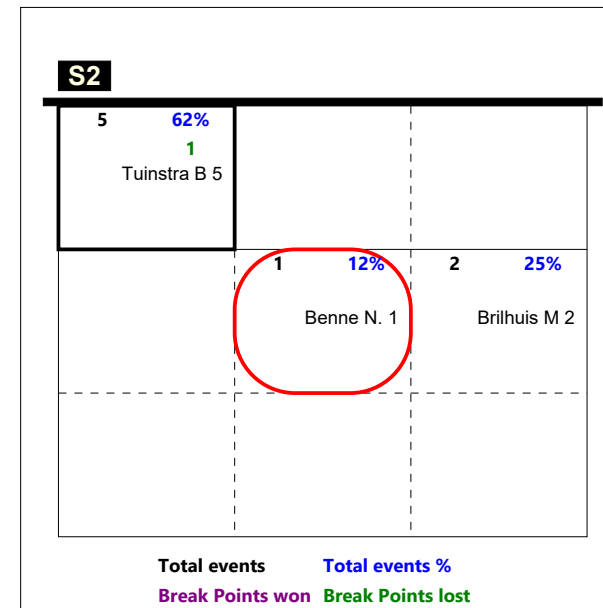 S2
5 62%
1
Tuinstra B 5
1 12% 2 25%
Benne N. 1 Brilhuis M 2
Total events Total events %
Break Points won Break Points lost